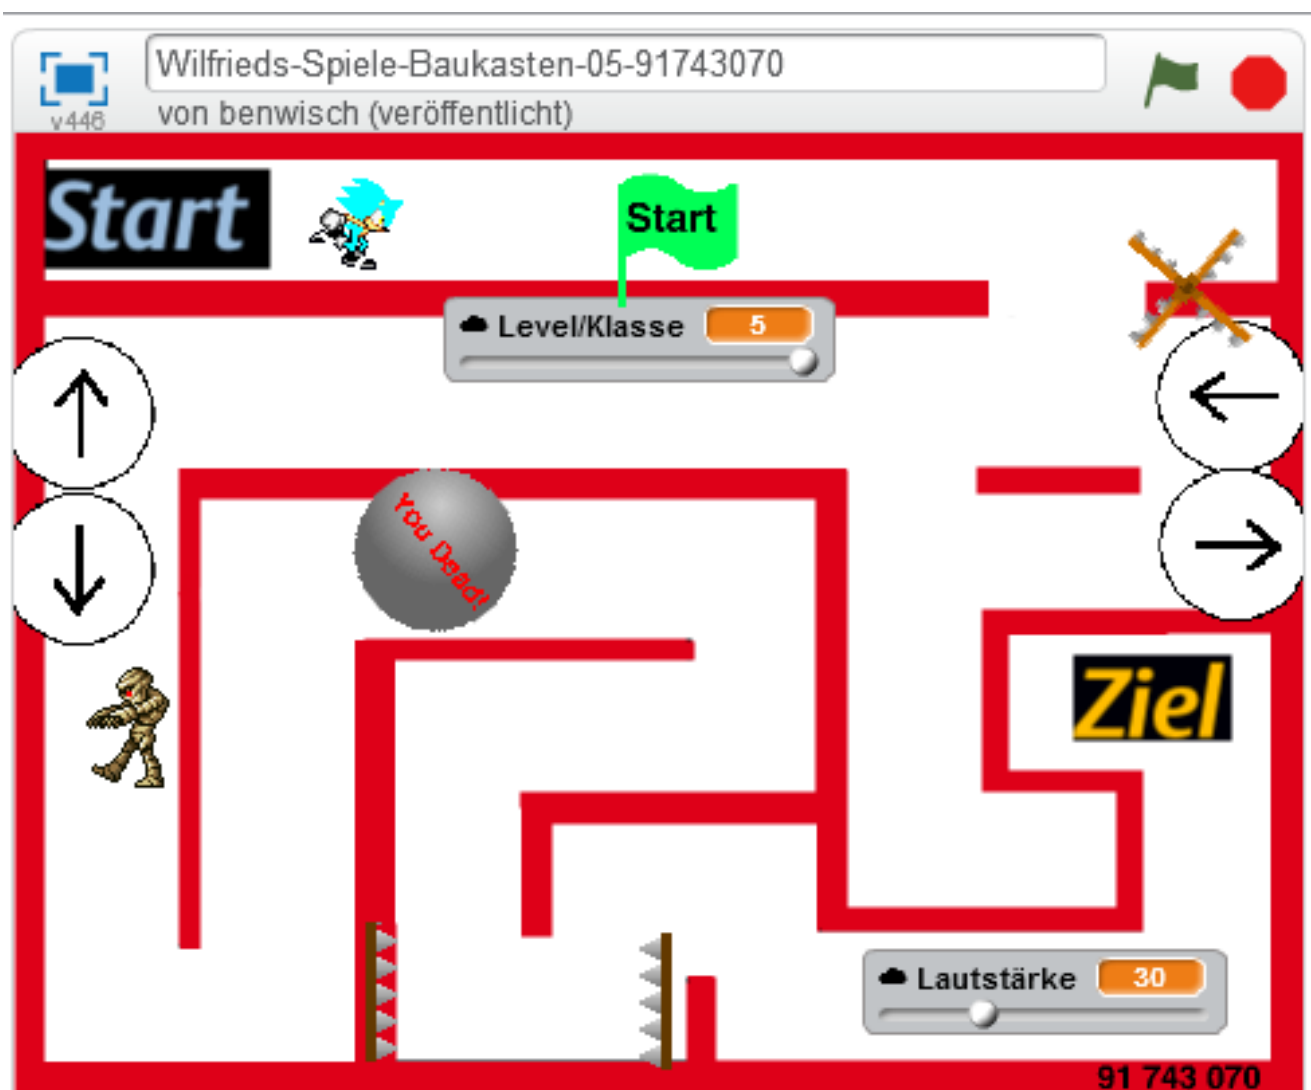 Wilfrieds-Spiele-Baukasten-05-91743070
v446
von benwisch (veröffentlicht)
Start
Start
Level/Klasse 5
You Dead!
Ziel
Lautstärke 30
91 743 070